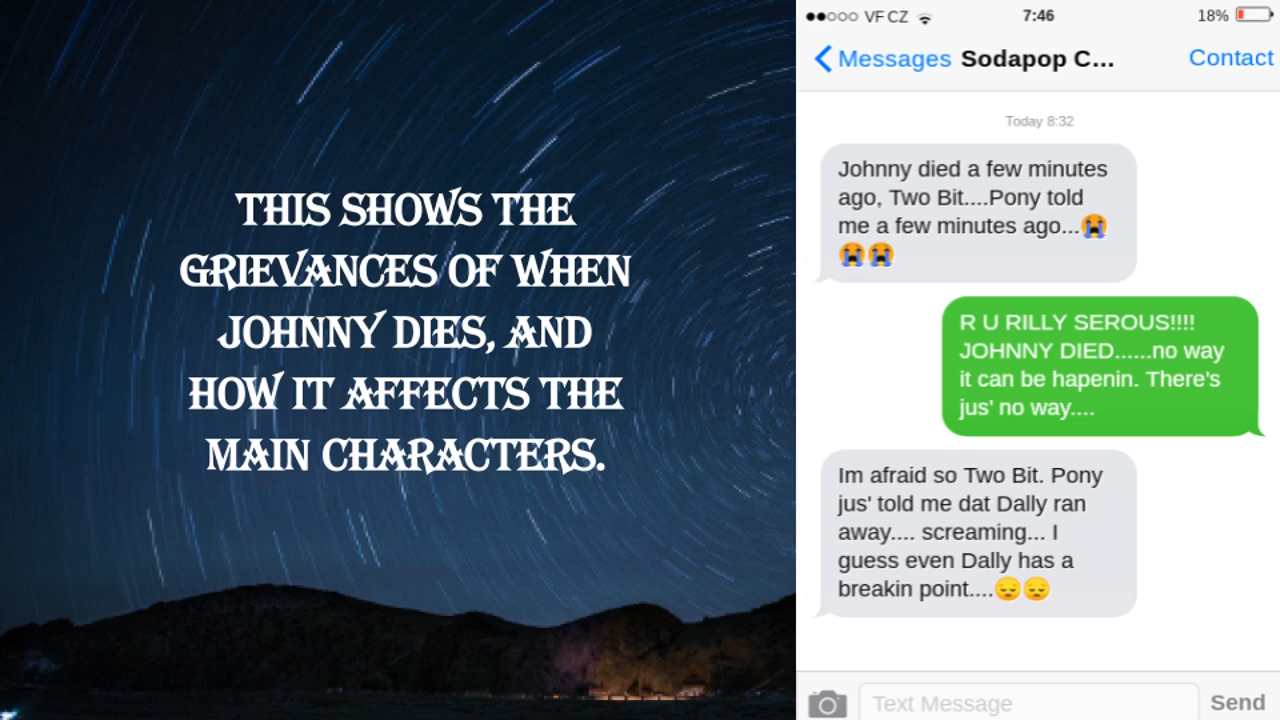 THIS SHOWS THE
GRIEVANCES OF WHEN
JOHNNY DIES, AND
HOW IT AFFECTS THE
MAIN CHARACTERS.
VF CZ 7:46 18%
Messages Sodapop C... Contact
Today 8:32
Johnny died a few minutes
ago, Two Bit....Pony told
me a few minutes ago...😭
😭😭
R U RILLY SEROUS!!!!
JOHNNY DIED......no way
it can be hapenin. There's
jus' no way....
Im afraid so Two Bit. Pony
jus' told me dat Dally ran
away.... screaming... I
guess even Dally has a
breakin point....😔😔
Text Message Send